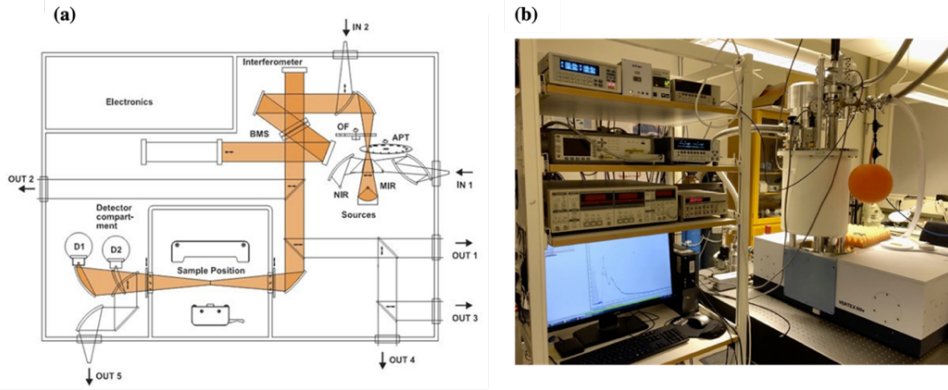 (a)
(b)
IN 2
Interferometer
Electronics
OF
BMS
APT
OUT 2
IN 1
NIR
MIR
Sources
Detector
compart-
ment
D1
D2
Sample Position
OUT 1
OUT 3
OUT 4
OUT 5